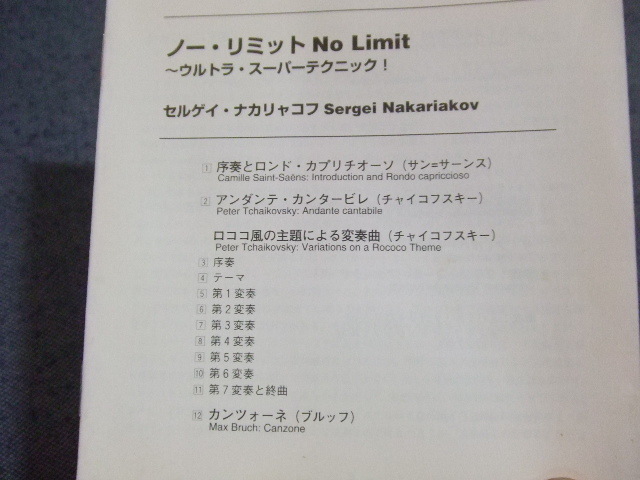 ノー・リミット No Limit
～ウルトラ・スーパーテクニック！
セルゲイ・ナカリャコフ Sergei Nakariakov
1 序奏とロンド・カプリチオーソ（サン=サーンス）
Camille Saint-Saëns: Introduction and Rondo capriccioso
2 アンダンテ・カンタービレ（チャイコフスキー）
Peter Tchaikovsky: Andante cantabile
ロココ風の主題による変奏曲（チャイコフスキー）
Peter Tchaikovsky: Variations on a Rococo Theme
3 序奏
4 テーマ
5 第1変奏
6 第2変奏
7 第3変奏
8 第4変奏
9 第5変奏
10 第6変奏
11 第7変奏と終曲
12 カンツォーネ（ブルッフ）
Max Bruch: Canzone